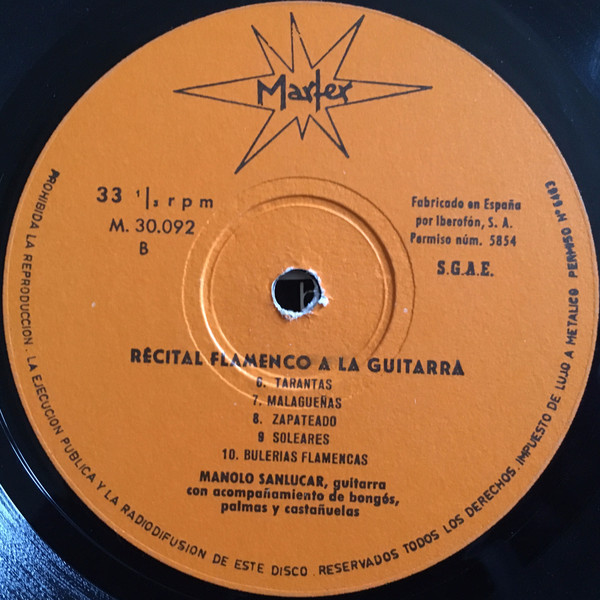 Marfer
33 1/3 rpm
M. 30.092
B
Fabricado en España
por Iberofón, S. A.
Permiso núm. 5854
S.G.A.E.
RÉCITAL FLAMENCO A LA GUITARRA
6. TARANTAS
7. MALAGUEÑAS
8. ZAPATEADO
9 SOLEARES
10. BULERIAS FLAMENCAS
MANOLO SANLUCAR, guitarra
con acompañamiento de bongós,
palmas y castañuelas
PROHIBIDA LA REPRODUCCION. LA EJECUCION PUBLICA Y LA RADIODIFUSION DE ESTE DISCO. RESERVADOS TODOS LOS DERECHOS. IMPUESTO DE LUJO A METALICO PERMISO Nº 6463